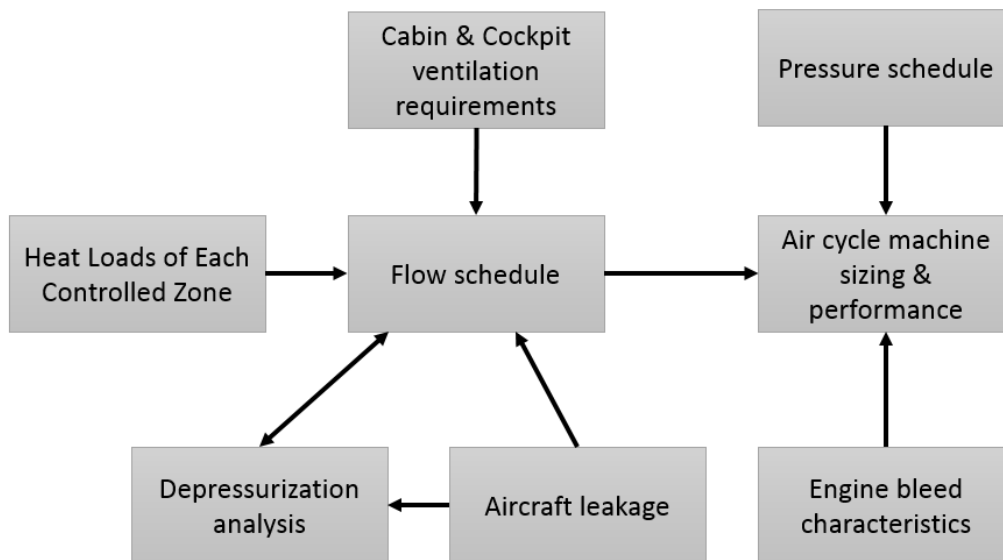 Cabin & Cockpit
ventilation
requirements
Pressure schedule
Heat Loads of Each
Controlled Zone
Flow schedule
Air cycle machine
sizing &
performance
Depressurization
analysis
Aircraft leakage
Engine bleed
characteristics